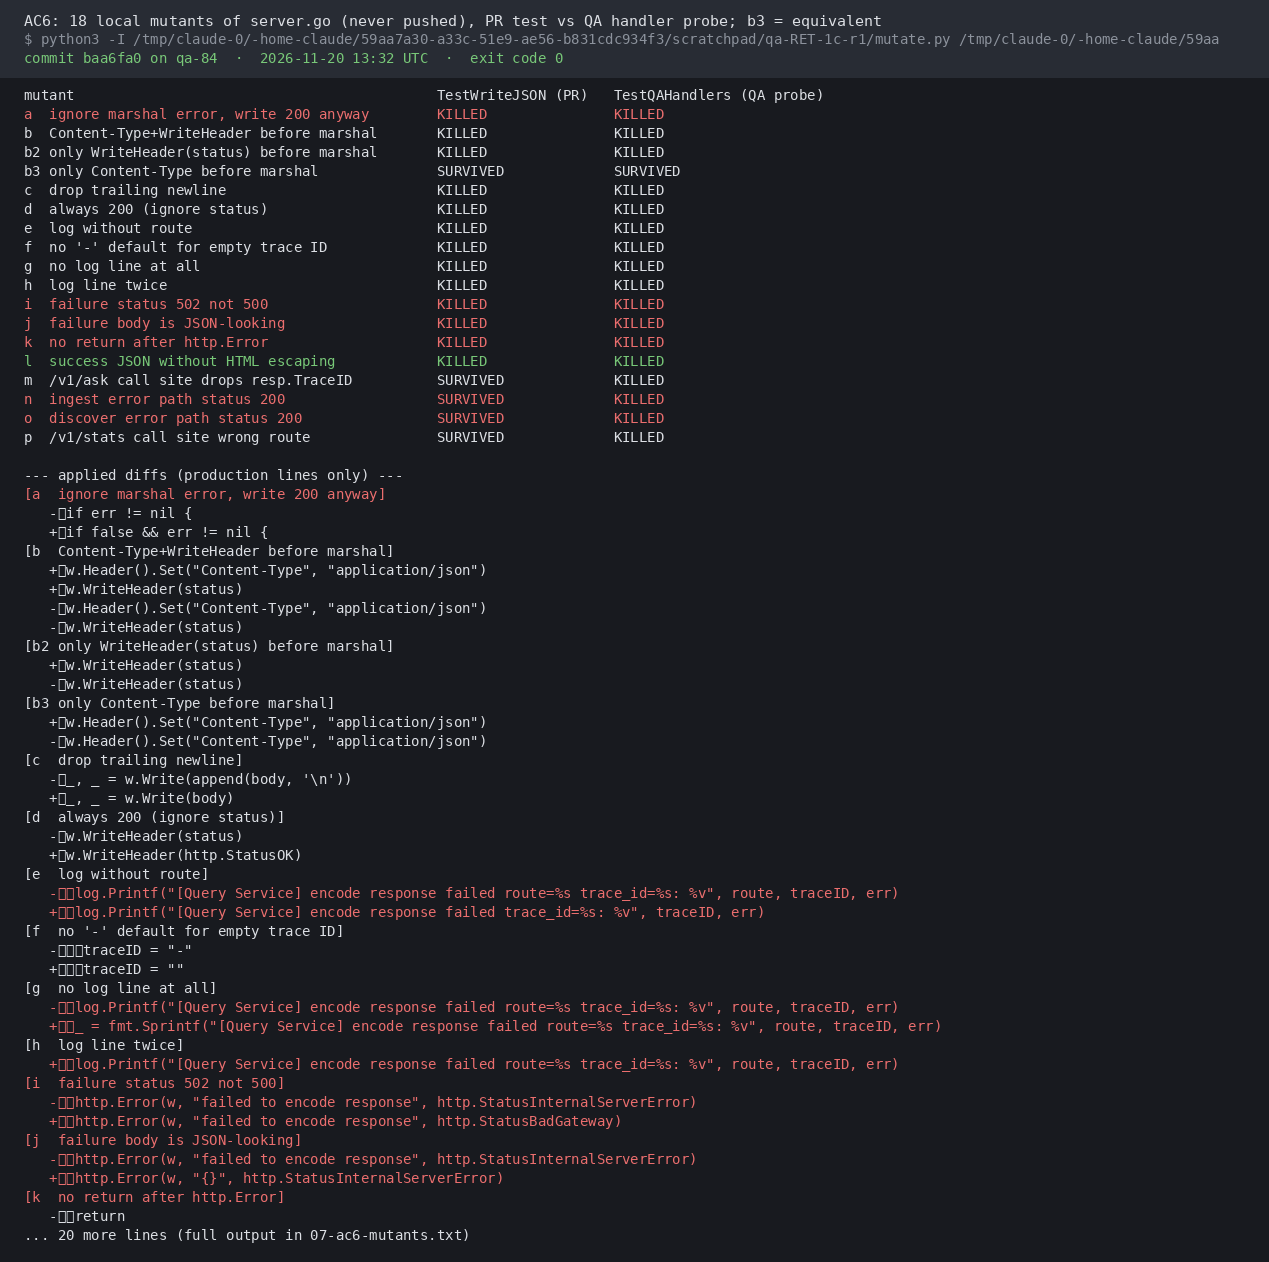 AC6: 18 local mutants of server.go (never pushed), PR test vs QA handler probe; b3 = equivalent
$ python3 -I /tmp/claude-0/-home-claude/59aa7a30-a33c-51e9-ae56-b831cdc934f3/scratchpad/qa-RET-1c-r1/mutate.py /tmp/claude-0/-home-claude/59aa
commit baa6fa0 on qa-84  ·  2026-11-20 13:32 UTC  ·  exit code 0
mutant TestWriteJSON (PR) TestQAHandlers (QA probe)
a  ignore marshal error, write 200 anyway KILLED KILLED
b  Content-Type+WriteHeader before marshal KILLED KILLED
b2 only WriteHeader(status) before marshal KILLED KILLED
b3 only Content-Type before marshal SURVIVED SURVIVED
c  drop trailing newline KILLED KILLED
d  always 200 (ignore status) KILLED KILLED
e  log without route KILLED KILLED
f  no '-' default for empty trace ID KILLED KILLED
g  no log line at all KILLED KILLED
h  log line twice KILLED KILLED
i  failure status 502 not 500 KILLED KILLED
j  failure body is JSON-looking KILLED KILLED
k  no return after http.Error KILLED KILLED
l  success JSON without HTML escaping KILLED KILLED
m  /v1/ask call site drops resp.TraceID SURVIVED KILLED
n  ingest error path status 200 SURVIVED KILLED
o  discover error path status 200 SURVIVED KILLED
p  /v1/stats call site wrong route SURVIVED KILLED
--- applied diffs (production lines only) ---
[a  ignore marshal error, write 200 anyway]
-if err != nil {
+if false && err != nil {
[b  Content-Type+WriteHeader before marshal]
+w.Header().Set("Content-Type", "application/json")
+w.WriteHeader(status)
-w.Header().Set("Content-Type", "application/json")
-w.WriteHeader(status)
[b2 only WriteHeader(status) before marshal]
+w.WriteHeader(status)
-w.WriteHeader(status)
[b3 only Content-Type before marshal]
+w.Header().Set("Content-Type", "application/json")
-w.Header().Set("Content-Type", "application/json")
[c  drop trailing newline]
-_, _ = w.Write(append(body, '\n'))
+_, _ = w.Write(body)
[d  always 200 (ignore status)]
-w.WriteHeader(status)
+w.WriteHeader(http.StatusOK)
[e  log without route]
-log.Printf("[Query Service] encode response failed route=%s trace_id=%s: %v", route, traceID, err)
+log.Printf("[Query Service] encode response failed trace_id=%s: %v", traceID, err)
[f  no '-' default for empty trace ID]
-traceID = "-"
+traceID = ""
[g  no log line at all]
-log.Printf("[Query Service] encode response failed route=%s trace_id=%s: %v", route, traceID, err)
+_ = fmt.Sprintf("[Query Service] encode response failed route=%s trace_id=%s: %v", route, traceID, err)
[h  log line twice]
+log.Printf("[Query Service] encode response failed route=%s trace_id=%s: %v", route, traceID, err)
[i  failure status 502 not 500]
-http.Error(w, "failed to encode response", http.StatusInternalServerError)
+http.Error(w, "failed to encode response", http.StatusBadGateway)
[j  failure body is JSON-looking]
-http.Error(w, "failed to encode response", http.StatusInternalServerError)
+http.Error(w, "{}", http.StatusInternalServerError)
[k  no return after http.Error]
-return
... 20 more lines (full output in 07-ac6-mutants.txt)